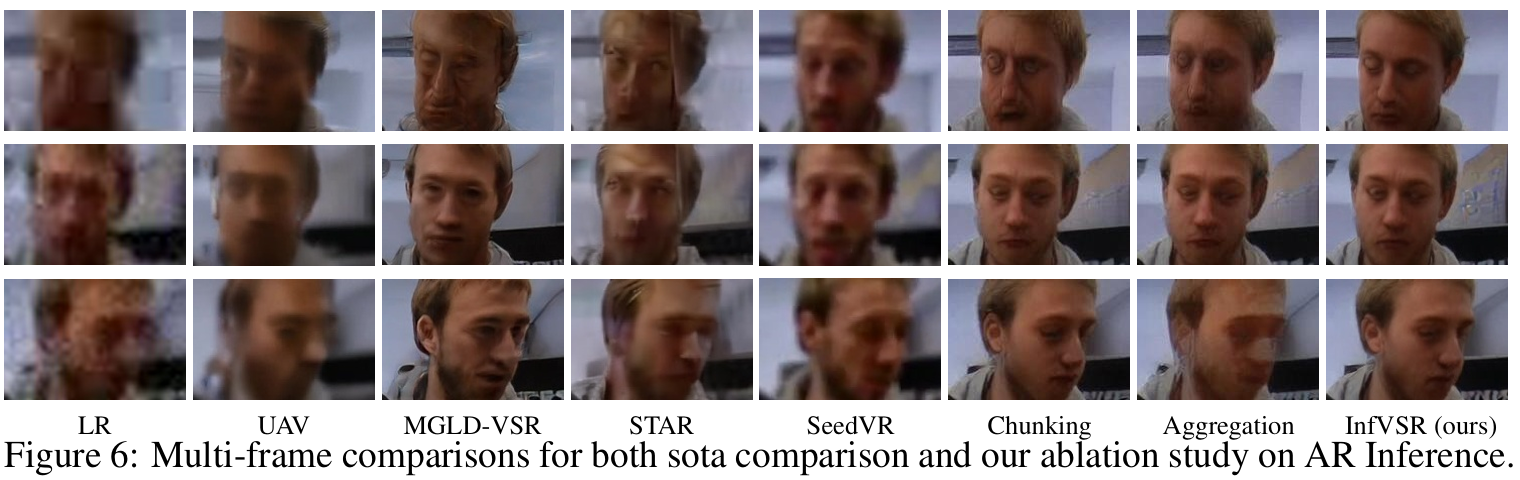 LR UAV MGLD-VSR STAR SeedVR Chunking Aggregation InfVSR (ours)
Figure 6: Multi-frame comparisons for both sota comparison and our ablation study on AR Inference.